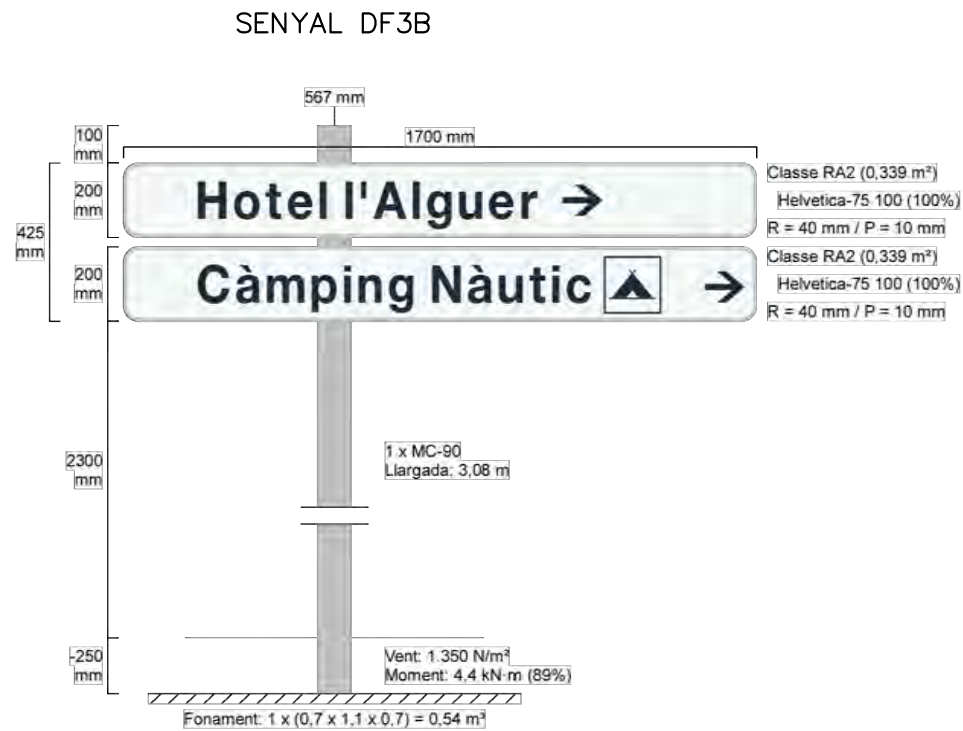 SENYAL DF3B
567 mm
100
mm
1700 mm
425
mm
200
mm
Hotel l'Alguer →
Classe RA2 (0,339 m²)
Helvetica-75 100 (100%)
R = 40 mm / P = 10 mm
200
mm
Càmping Nàutic →
Classe RA2 (0,339 m²)
Helvetica-75 100 (100%)
R = 40 mm / P = 10 mm
2300
mm
1 x MC-90
Llargada: 3,08 m
-250
mm
Vent: 1.350 N/m²
Moment: 4,4 kN·m (89%)
Fonament: 1 x (0,7 x 1,1 x 0,7) = 0,54 m³